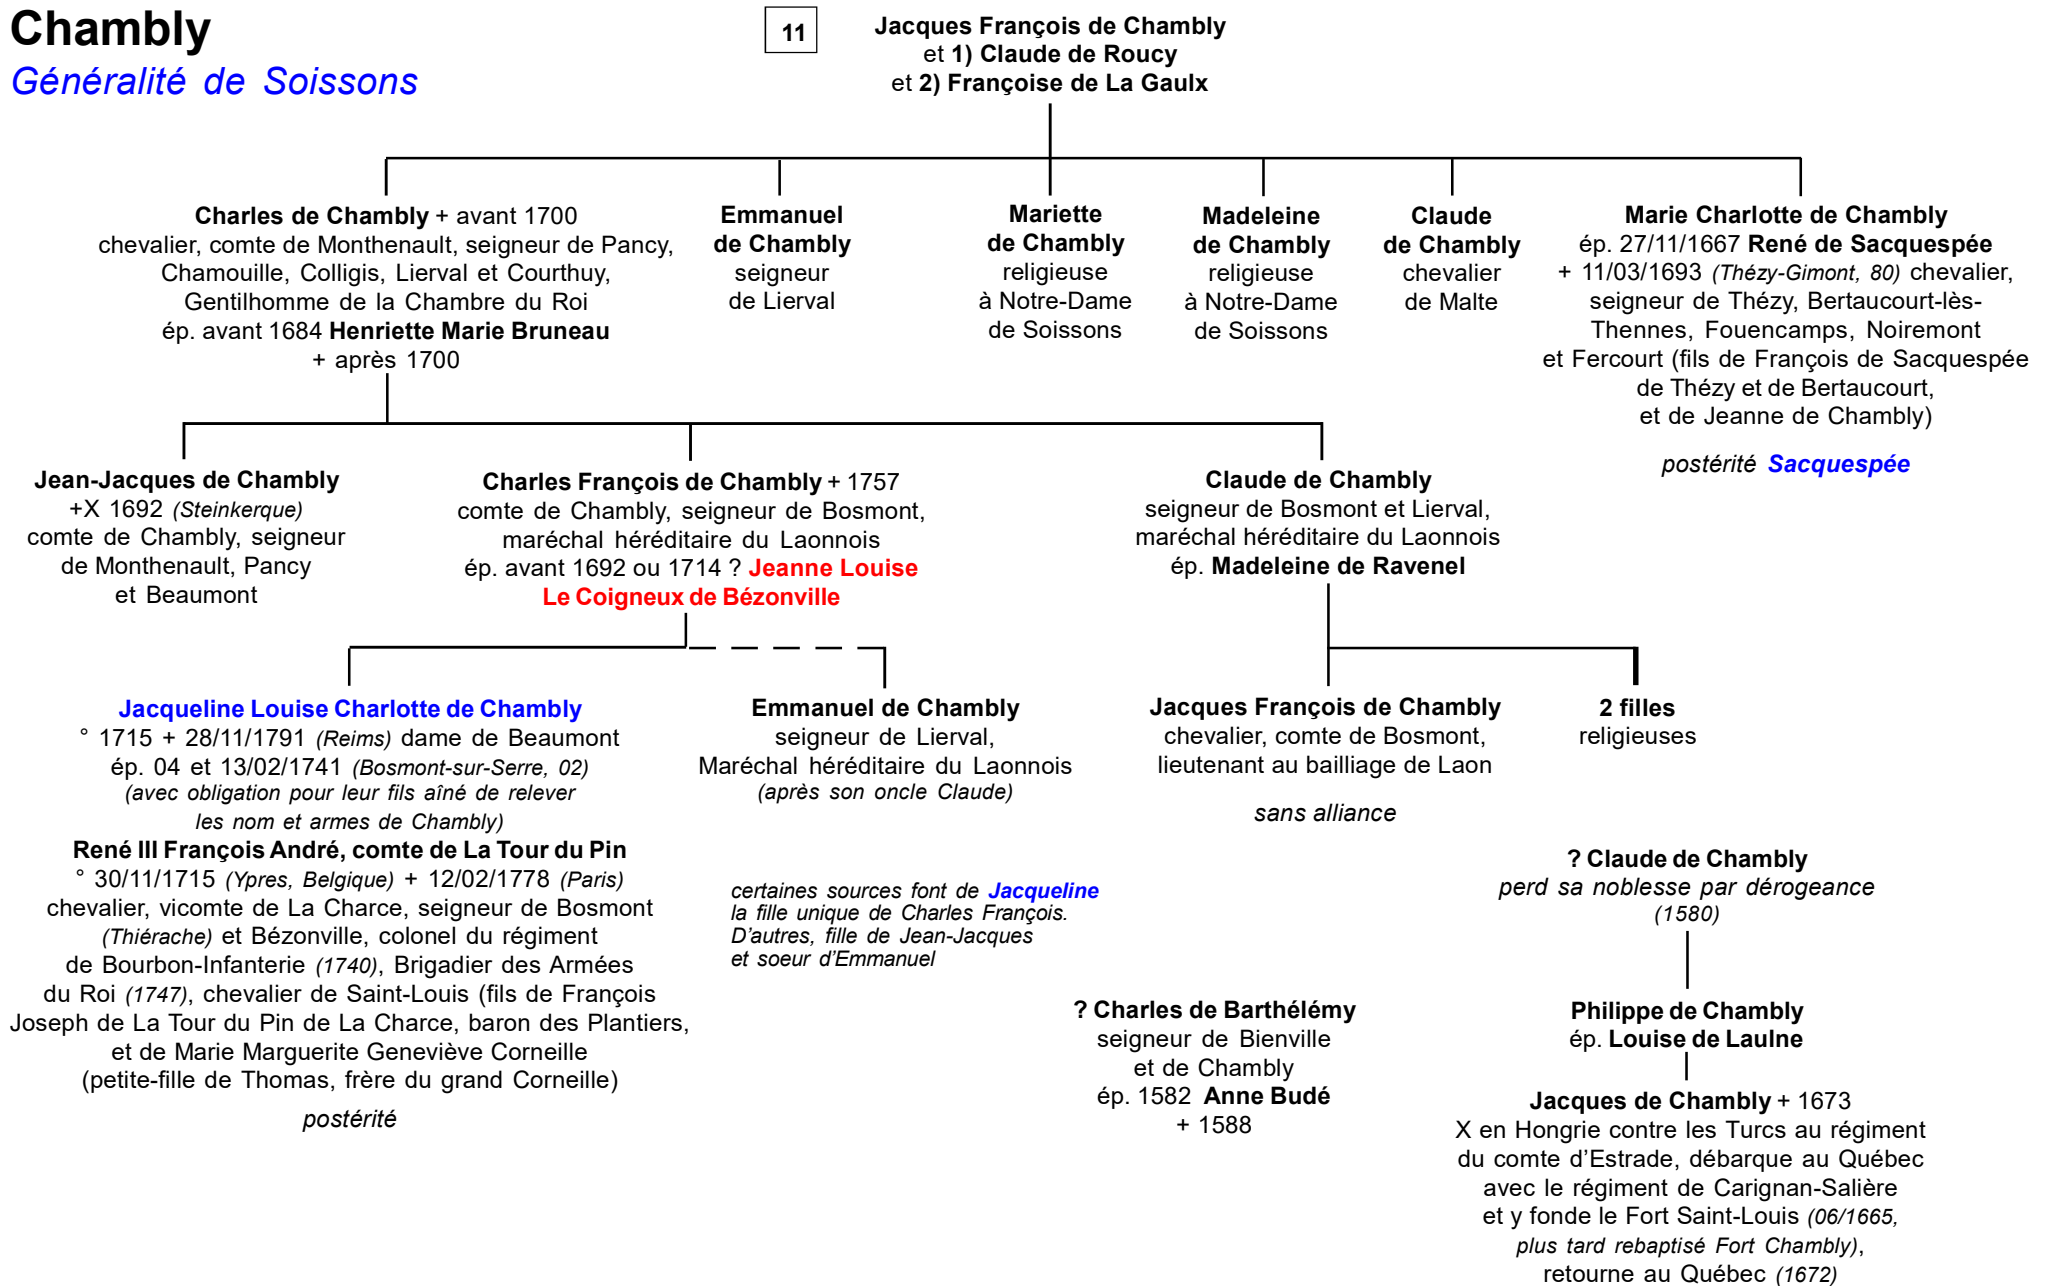 Chambly
Généralité de Soissons
11
Jacques François de Chambly
et 1) Claude de Roucy
et 2) Françoise de La Gaulx
Charles de Chambly + avant 1700
chevalier, comte de Monthenault, seigneur de Pancy,
Chamouille, Colligis, Lierval et Courthuy,
Gentilhomme de la Chambre du Roi
ép. avant 1684 Henriette Marie Bruneau
+ après 1700
Emmanuel
de Chambly
seigneur
de Lierval
Mariette
de Chambly
religieuse
à Notre-Dame
de Soissons
Madeleine
de Chambly
religieuse
à Notre-Dame
de Soissons
Claude
de Chambly
chevalier
de Malte
Marie Charlotte de Chambly
ép. 27/11/1667 René de Sacquespée
+ 11/03/1693 (Thézy-Gimont, 80) chevalier,
seigneur de Thézy, Bertaucourt-lès-
Thennes, Fouencamps, Noiremont
et Fercourt (fils de François de Sacquespée
de Thézy et de Bertaucourt,
et de Jeanne de Chambly)
postérité Sacquespée
Jean-Jacques de Chambly
+X 1692 (Steinkerque)
comte de Chambly, seigneur
de Monthenault, Pancy
et Beaumont
Charles François de Chambly + 1757
comte de Chambly, seigneur de Bosmont,
maréchal héréditaire du Laonnois
ép. avant 1692 ou 1714 ? Jeanne Louise
Le Coigneux de Bézonville
Claude de Chambly
seigneur de Bosmont et Lierval,
maréchal héréditaire du Laonnois
ép. Madeleine de Ravenel
Jacqueline Louise Charlotte de Chambly
° 1715 + 28/11/1791 (Reims) dame de Beaumont
ép. 04 et 13/02/1741 (Bosmont-sur-Serre, 02)
(avec obligation pour leur fils aîné de relever
les nom et armes de Chambly)
René III François André, comte de La Tour du Pin
° 30/11/1715 (Ypres, Belgique) + 12/02/1778 (Paris)
chevalier, vicomte de La Charce, seigneur de Bosmont
(Thiérache) et Bézonville, colonel du régiment
de Bourbon-Infanterie (1740), Brigadier des Armées
du Roi (1747), chevalier de Saint-Louis (fils de François
Joseph de La Tour du Pin de La Charce, baron des Plantiers,
et de Marie Marguerite Geneviève Corneille
(petite-fille de Thomas, frère du grand Corneille)
postérité
Emmanuel de Chambly
seigneur de Lierval,
Maréchal héréditaire du Laonnois
(après son oncle Claude)
certaines sources font de Jacqueline
la fille unique de Charles François.
D'autres, fille de Jean-Jacques
et soeur d'Emmanuel
Jacques François de Chambly
chevalier, comte de Bosmont,
lieutenant au bailliage de Laon
sans alliance
2 filles
religieuses
? Charles de Barthélémy
seigneur de Bienville
et de Chambly
ép. 1582 Anne Budé
+ 1588
? Claude de Chambly
perd sa noblesse par dérogeance
(1580)
Philippe de Chambly
ép. Louise de Laulne
Jacques de Chambly + 1673
X en Hongrie contre les Turcs au régiment
du comte d'Estrade, débarque au Québec
avec le régiment de Carignan-Salière
et y fonde le Fort Saint-Louis (06/1665,
plus tard rebaptisé Fort Chambly),
retourne au Québec (1672)